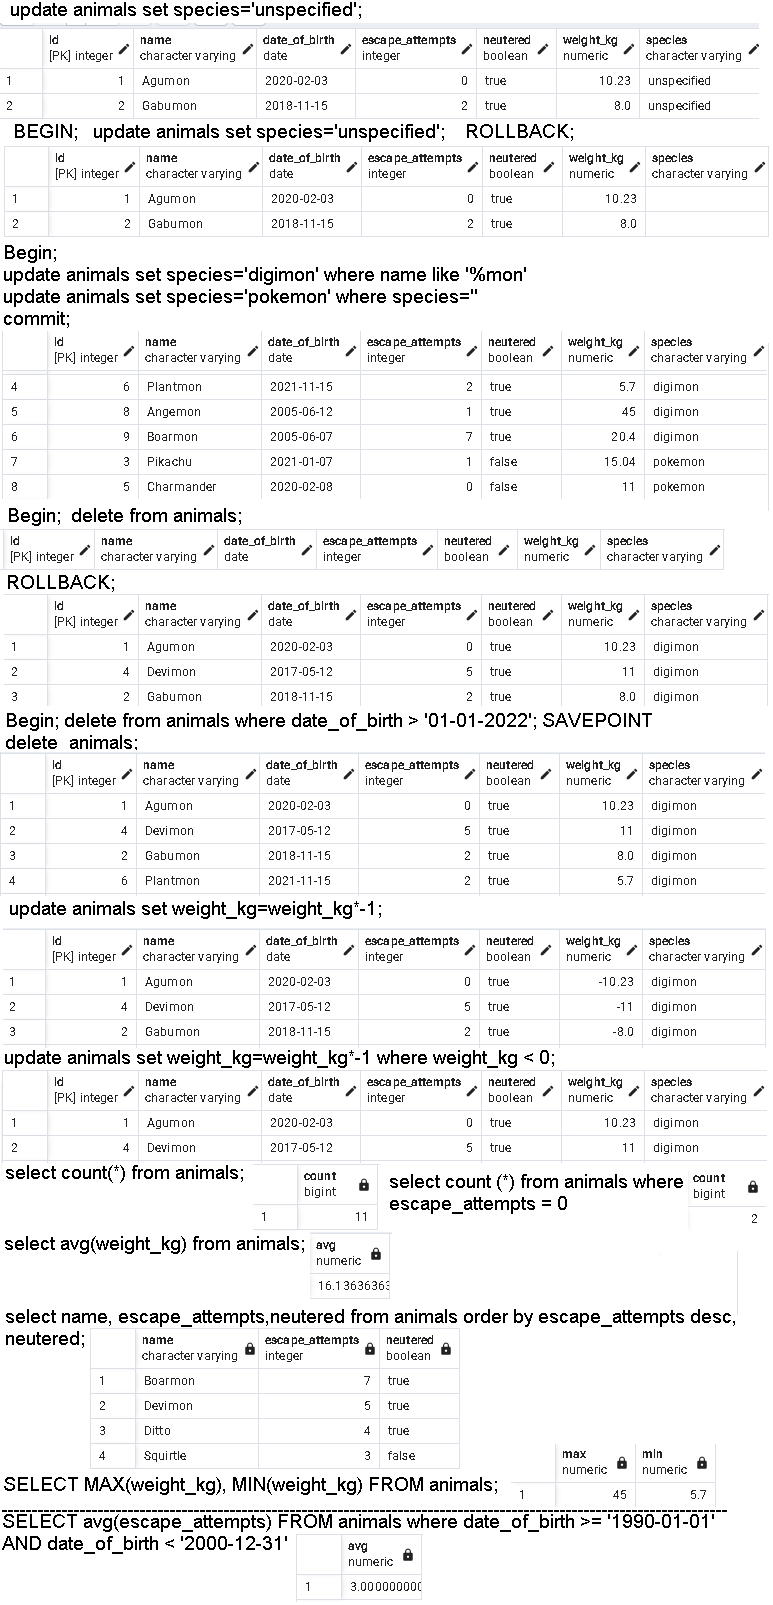 update animals set species='unspecified';
Id name date_of_birth escape_attempts neutered weight_kg species
[PK] integer character varying date integer boolean numeric character varying
1 1 Agumon 2020-02-03 0 true 10.23 unspecified
2 2 Gabumon 2018-11-15 2 true 8.0 unspecified
BEGIN; update animals set species='unspecified'; ROLLBACK;
Id name date_of_birth escape_attempts neutered weight_kg species
[PK] integer character varying date integer boolean numeric character varying
1 1 Agumon 2020-02-03 0 true 10.23
2 2 Gabumon 2018-11-15 2 true 8.0
Begin;
update animals set species='digimon' where name like '%mon'
update animals set species='pokemon' where species=''
commit;
Id name date_of_birth escape_attempts neutered weight_kg species
[PK] integer character varying date integer boolean numeric character varying
4 6 Plantmon 2021-11-15 2 true 5.7 digimon
5 8 Angemon 2005-06-12 1 true 45 digimon
6 9 Boarmon 2005-06-07 7 true 20.4 digimon
7 3 Pikachu 2021-01-07 1 false 15.04 pokemon
8 5 Charmander 2020-02-08 0 false 11 pokemon
Begin; delete from animals;
Id name date_of_birth escape_attempts neutered weight_kg species
[PK] integer character varying date integer boolean numeric character varying
ROLLBACK;
Id name date_of_birth escape_attempts neutered weight_kg species
[PK] integer character varying date integer boolean numeric character varying
1 1 Agumon 2020-02-03 0 true 10.23 digimon
2 4 Devimon 2017-05-12 5 true 11 digimon
3 2 Gabumon 2018-11-15 2 true 8.0 digimon
Begin; delete from animals where date_of_birth > '01-01-2022'; SAVEPOINT
delete animals;
Id name date_of_birth escape_attempts neutered weight_kg species
[PK] integer character varying date integer boolean numeric character varying
1 1 Agumon 2020-02-03 0 true 10.23 digimon
2 4 Devimon 2017-05-12 5 true 11 digimon
3 2 Gabumon 2018-11-15 2 true 8.0 digimon
4 6 Plantmon 2021-11-15 2 true 5.7 digimon
update animals set weight_kg=weight_kg*-1;
Id name date_of_birth escape_attempts neutered weight_kg species
[PK] integer character varying date integer boolean numeric character varying
1 1 Agumon 2020-02-03 0 true -10.23 digimon
2 4 Devimon 2017-05-12 5 true -11 digimon
3 2 Gabumon 2018-11-15 2 true -8.0 digimon
update animals set weight_kg=weight_kg*-1 where weight_kg < 0;
Id name date_of_birth escape_attempts neutered weight_kg species
[PK] integer character varying date integer boolean numeric character varying
1 1 Agumon 2020-02-03 0 true 10.23 digimon
2 4 Devimon 2017-05-12 5 true 11 digimon
select count(*) from animals;
count
bigint
1 11
select count (*) from animals where
escape_attempts = 0
count
bigint
2
select avg(weight_kg) from animals;
avg
numeric
16.13636363
select name, escape_attempts,neutered from animals order by escape_attempts desc,
neutered;
name escape_attempts neutered
character varying integer boolean
1 Boarmon 7 true
2 Devimon 5 true
3 Ditto 4 true
4 Squirtle 3 false
SELECT MAX(weight_kg), MIN(weight_kg) FROM animals;
max min
numeric numeric
1 45 5.7
SELECT avg(escape_attempts) FROM animals where date_of_birth >= '1990-01-01'
AND date_of_birth < '2000-12-31'
avg
numeric
1 3.000000000